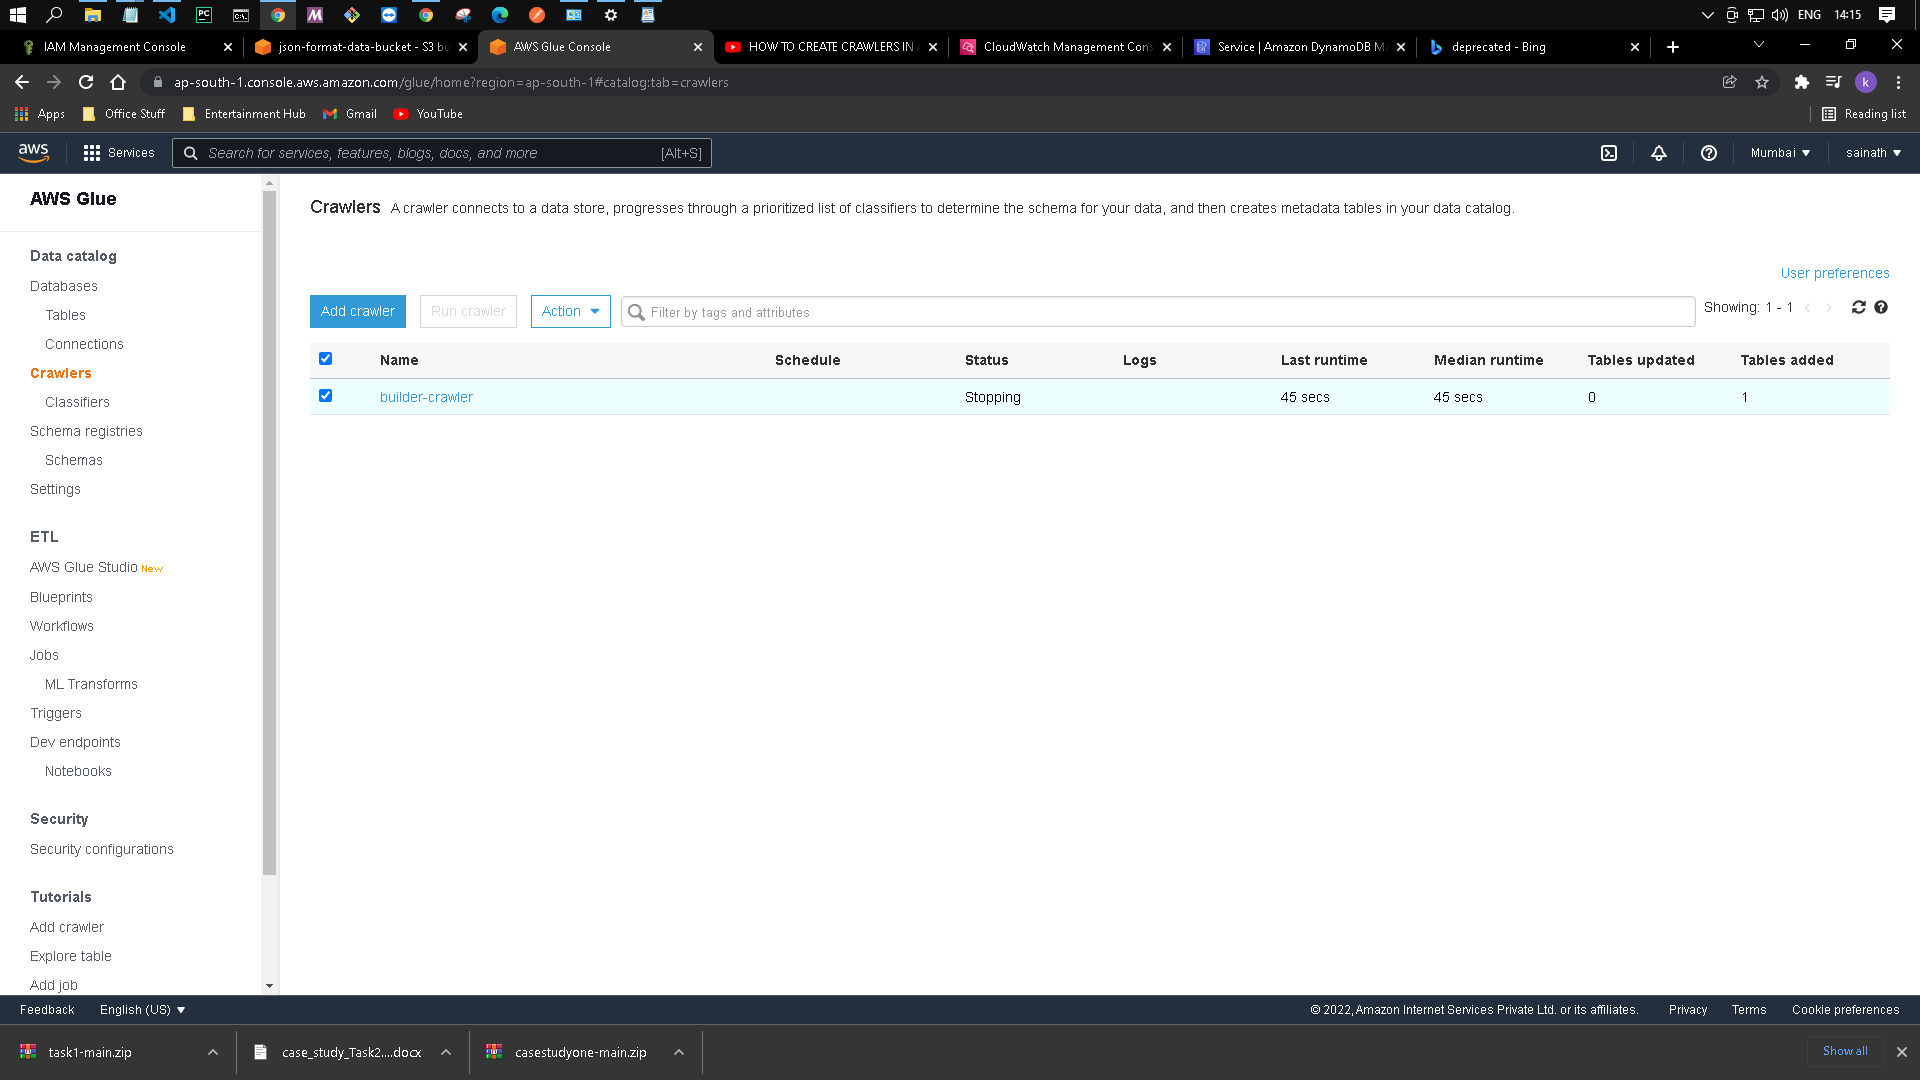 ENG
14:15
IAM Management Console
json-format-data-bucket - S3 bu
AWS Glue Console
HOW TO CREATE CRAWLERS IN A
CloudWatch Management Cons
Service | Amazon DynamoDB M
deprecated - Bing
ap-south-1.console.aws.amazon.com/glue/home?region=ap-south-1#catalog:tab=crawlers
k
Apps
Office Stuff
Entertainment Hub
Gmail
YouTube
Reading list
aws
Services
Search for services, features, blogs, docs, and more
[Alt+S]
Mumbai
sainath
AWS Glue
Data catalog
Databases
Tables
Connections
Crawlers
Classifiers
Schema registries
Schemas
Settings
ETL
AWS Glue Studio New
Blueprints
Workflows
Jobs
ML Transforms
Triggers
Dev endpoints
Notebooks
Security
Security configurations
Tutorials
Add crawler
Explore table
Add job
Crawlers A crawler connects to a data store, progresses through a prioritized list of classifiers to determine the schema for your data, and then creates metadata tables in your data catalog.
User preferences
Add crawler
Run crawler
Action
Filter by tags and attributes
Showing: 1 - 1
Name Schedule Status Logs Last runtime Median runtime Tables updated Tables added
builder-crawler Stopping 45 secs 45 secs 0 1
Feedback
English (US)
© 2022, Amazon Internet Services Private Ltd. or its affiliates.
Privacy
Terms
Cookie preferences
task1-main.zip
case_study_Task2....docx
casestudyone-main.zip
Show all